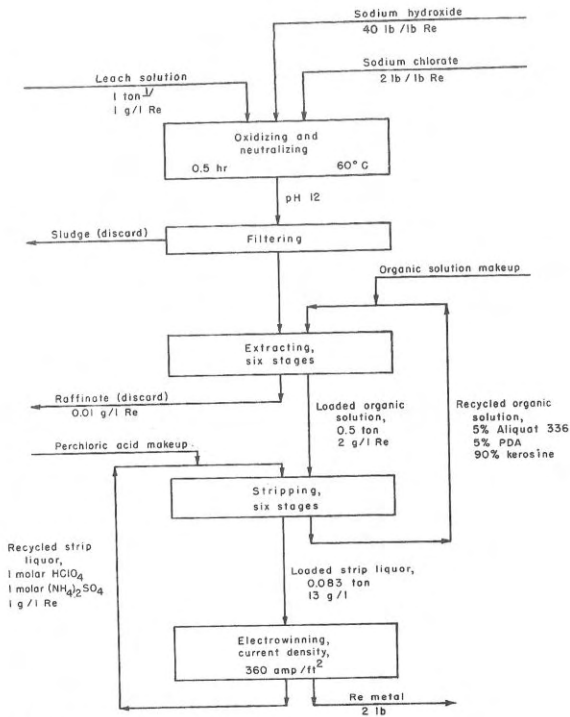 Sodium hydroxide
40 lb/lb Re
Sodium chlorate
2 lb/lb Re
Leach solution
1 ton 1/
1 g/l Re
Oxidizing and
neutralizing
0.5 hr 60° C
pH 12
Sludge (discard)
Filtering
Organic solution makeup
Extracting,
six stages
Raffinate (discard)
0.01 g/l Re
Loaded organic
solution,
0.5 ton
2 g/l Re
Recycled organic
solution,
5% Aliquat 336
5% PDA
90% kerosine
Perchloric acid makeup
Stripping,
six stages
Recycled strip
liquor,
1 molar HClO4
1 molar (NH4)2SO4
1 g/l Re
Loaded strip liquor,
0.083 ton
13 g/l
Electrowinning,
current density,
360 amp/ft2
Re metal
2 lb